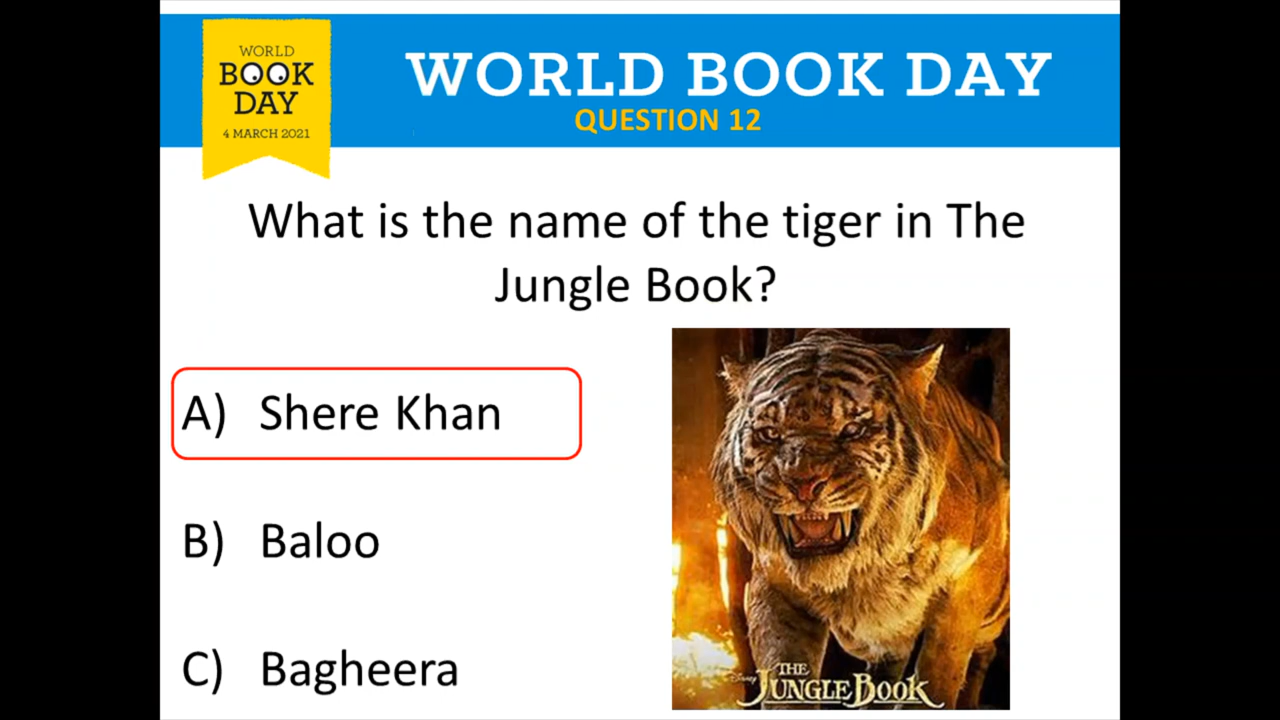 WORLD
BOOK
DAY
4 MARCH 2021
WORLD BOOK DAY
QUESTION 12
What is the name of the tiger in The
Jungle Book?
A) Shere Khan
B) Baloo
C) Bagheera
Disney
THE
JUNGLE BOOK